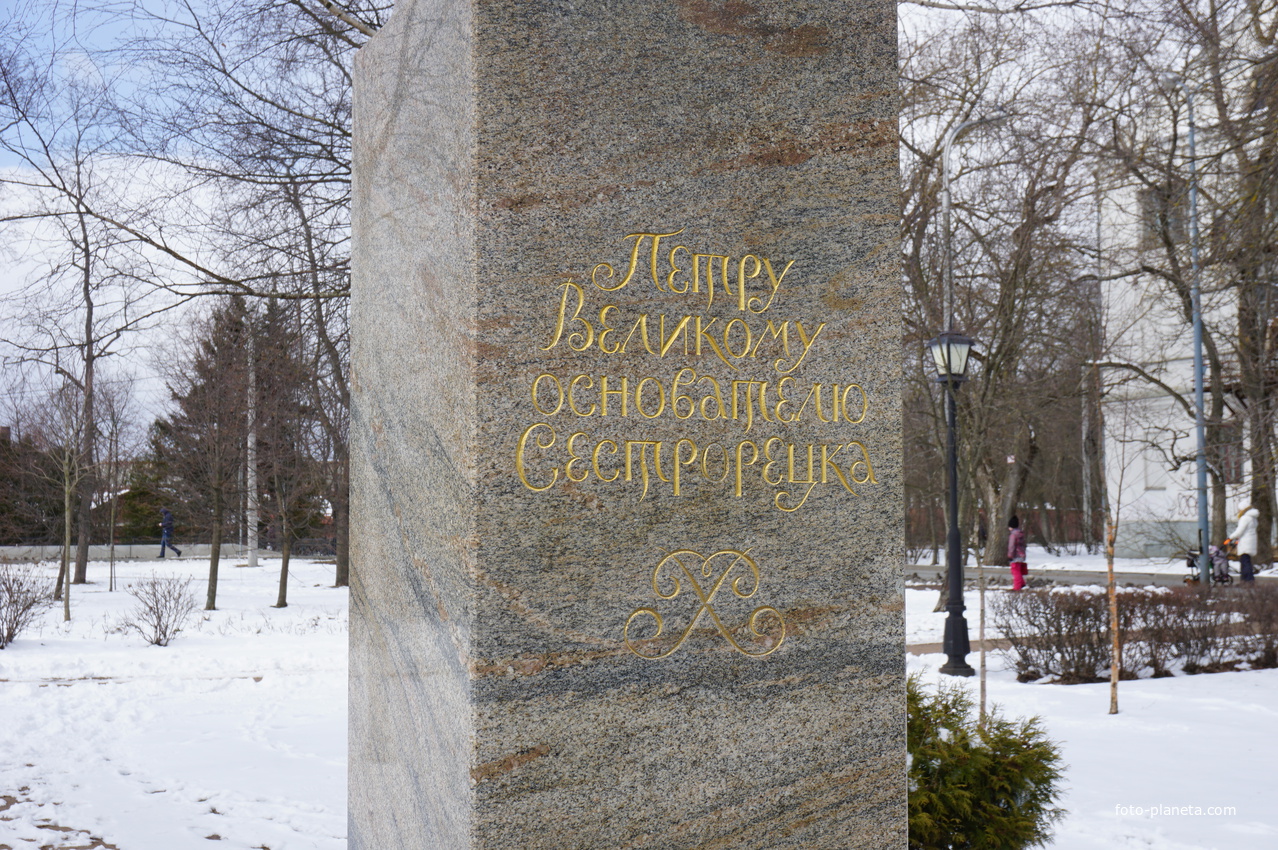 Петру
Великому
основателю
Сестрорецка
foto-planeta.com